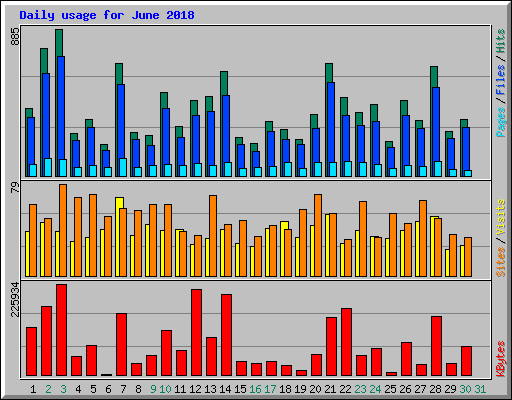 Daily usage for June 2018
885
Pages / Files / Hits
79
Sites / Visits
225934
KBytes
1 2 3 4 5 6 7 8 9 10 11 12 13 14 15 16 17 18 19 20 21 22 23 24 25 26 27 28 29 30 31